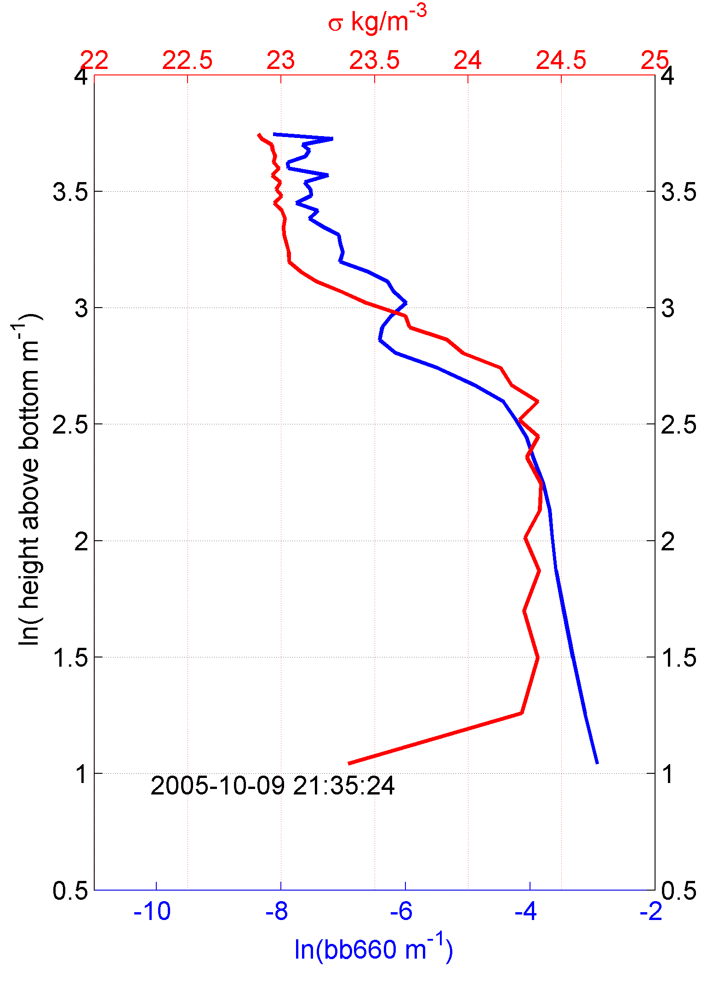 σ kg/m⁻³
22 22.5 23 23.5 24 24.5 25
4 4
3.5 3.5
3 3
2.5 2.5
2 2
1.5 1.5
1 1
0.5 0.5
ln( height above bottom m⁻¹)
2005-10-09 21:35:24
-10 -8 -6 -4 -2
ln(bb660 m⁻¹)